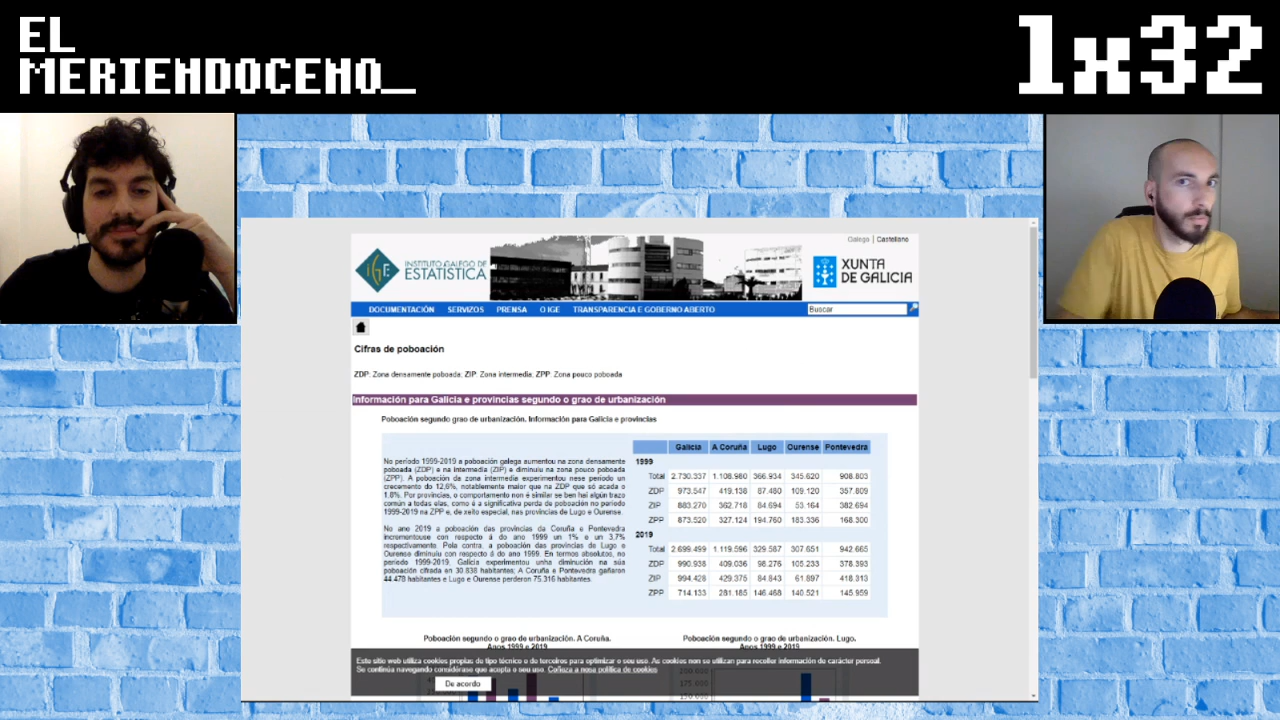 EL
MERIENDOCENO_
1x32
Galego | Castellano
IGE
INSTITUTO GALEGO DE
ESTATÍSTICA
XUNTA
DE GALICIA
DOCUMENTACIÓN SERVIZOS PRENSA O IGE TRANSPARENCIA E GOBERNO ABERTO Buscar
Cifras de poboación
ZDP: Zona densamente poboada; ZIP: Zona intermedia; ZPP: Zona pouco poboada
Información para Galicia e provincias segundo o grao de urbanización
Poboación segundo grao de urbanización. Información para Galicia e provincias
No período 1999-2019 a poboación galega aumentou na zona densamente
poboada (ZDP) e na intermedia (ZIP) e diminuíu na zona pouco poboada
(ZPP). A poboación da zona intermedia experimentou nese período un
crecemento do 12,6%, notablemente maior que na ZDP que só acada o
1,8%. Por provincias, o comportamento non é similar se ben hai algún trazo
común a todas elas, como é a significativa perda de poboación no período
1999-2019 na ZPP e, de xeito especial, nas provincias de Lugo e Ourense.
No ano 2019 a poboación das provincias da Coruña e Pontevedra
incrementouse con respecto á do ano 1999 un 1% e un 3,7%
respectivamente. Pola contra, a poboación das provincias de Lugo e
Ourense diminuíu con respecto á do ano 1999. En termos absolutos, no
período 1999-2019, Galicia experimentou unha diminución na súa
poboación cifrada en 30.838 habitantes; A Coruña e Pontevedra gañaron
44.478 habitantes e Lugo e Ourense perderon 75.316 habitantes.
Galicia A Coruña Lugo Ourense Pontevedra
1999
Total 2.730.337 1.108.980 366.934 345.620 908.803
ZDP 973.547 419.138 87.480 109.120 357.809
ZIP 883.270 362.718 84.694 53.164 382.694
ZPP 873.520 327.124 194.760 183.336 168.300
2019
Total 2.699.499 1.119.596 329.587 307.651 942.665
ZDP 990.938 409.036 98.276 105.233 378.393
ZIP 994.428 429.375 84.843 61.897 418.313
ZPP 714.133 281.185 146.468 140.521 145.959
Poboación segundo o grao de urbanización. A Coruña.
Anos 1999 e 2019
Poboación segundo o grao de urbanización. Lugo.
Anos 1999 e 2019
Este sitio web utiliza cookies propias de tipo técnico e de terceiros para optimizar o seu uso. As cookies non se utilizan para recoller información de carácter persoal.
Se continúa navegando considérase que acepta o seu uso. Coñeza a nosa política de cookies
De acordo
175.000